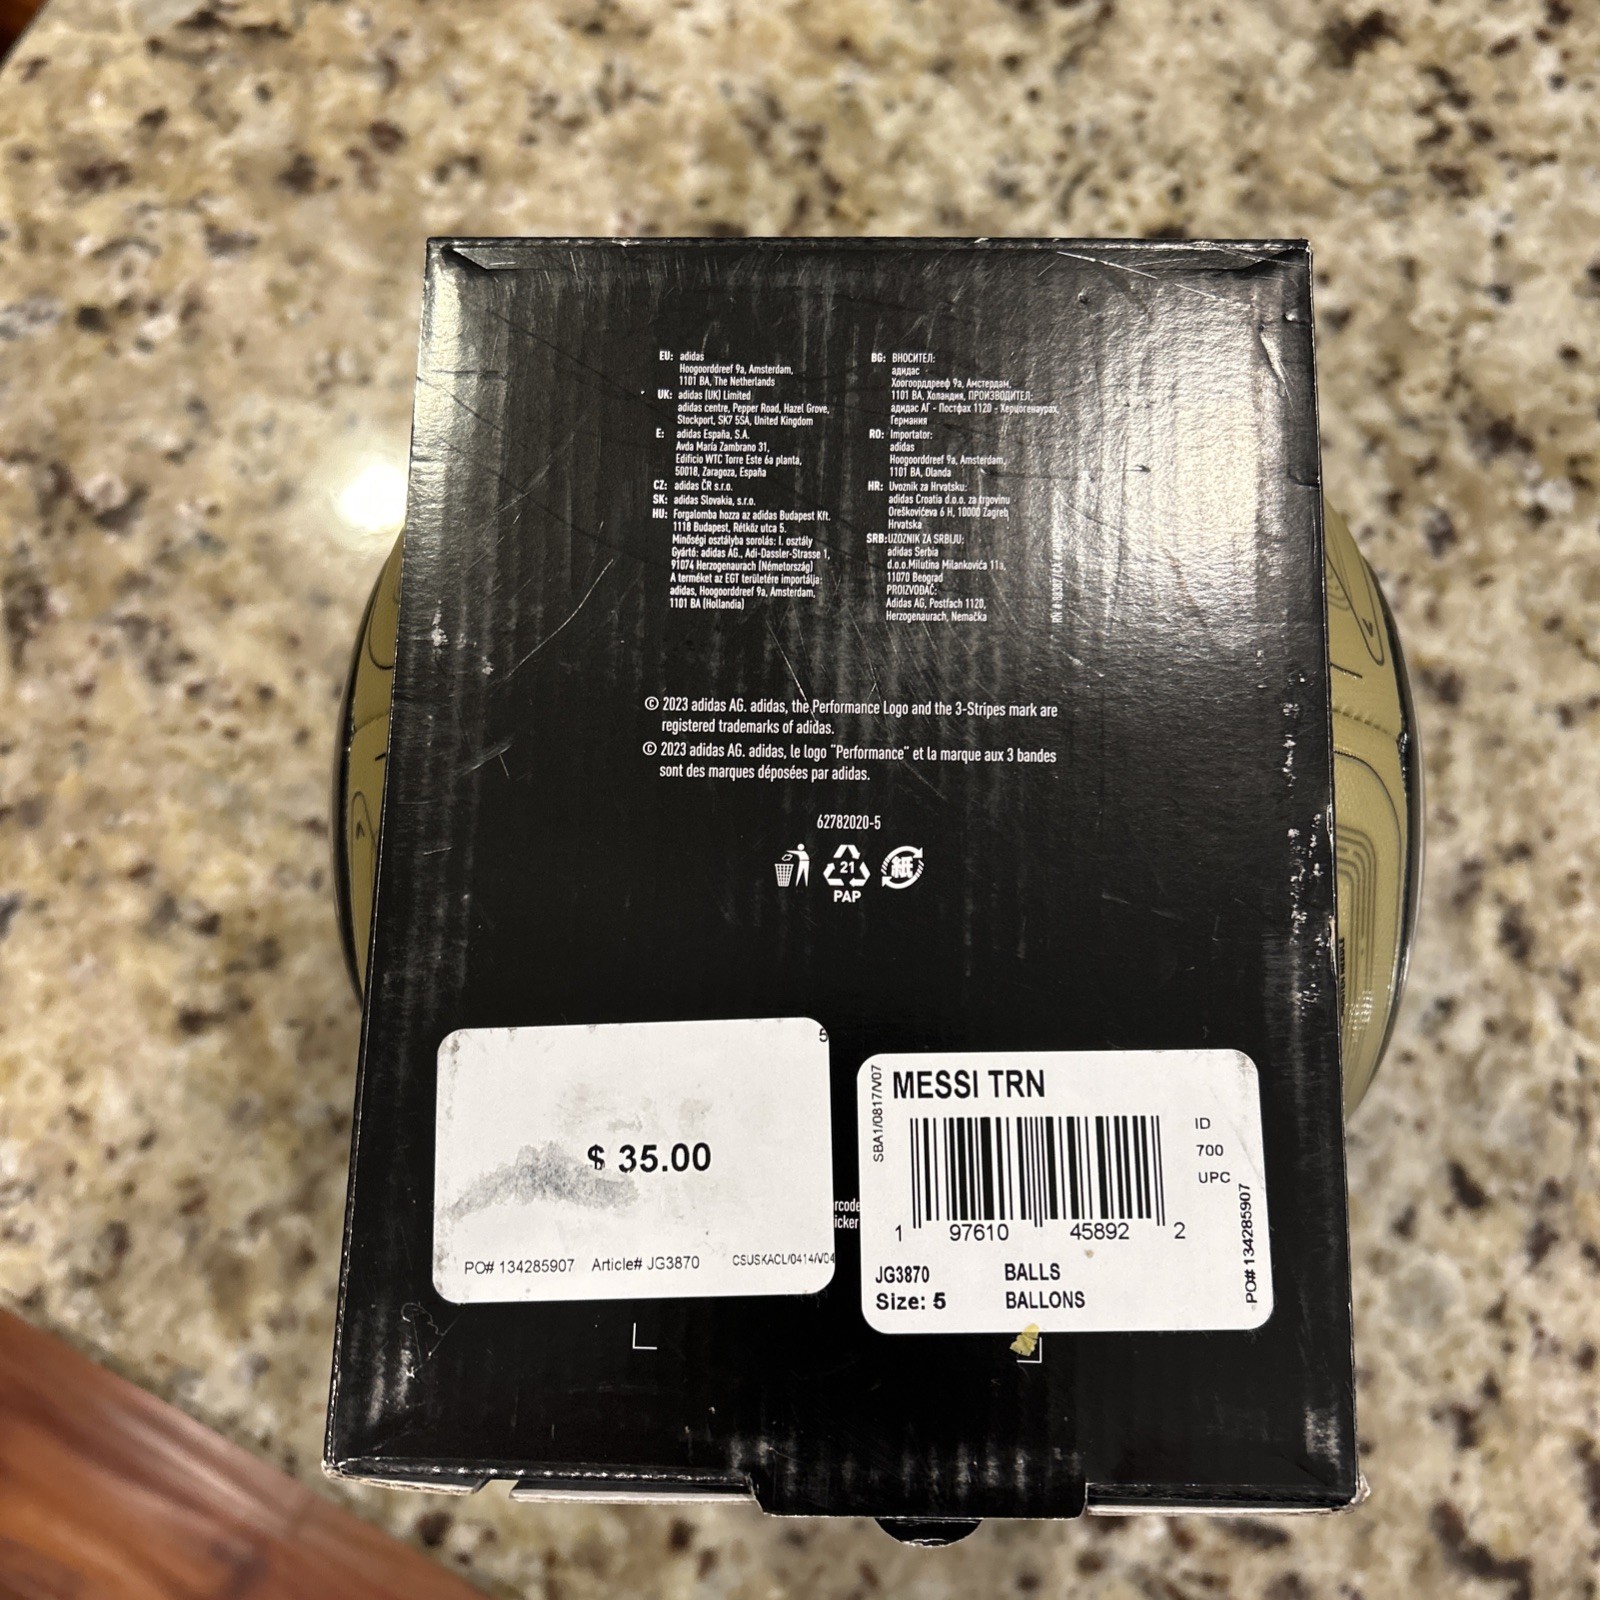 EU: adidas
Hoogoorddreef 9a, Amsterdam,
1101 BA, The Netherlands
UK: adidas (UK) Limited
adidas centre, Pepper Road, Hazel Grove,
Stockport, SK7 5SA, United Kingdom
E: adidas España, S.A.
Avda María Zambrano 31,
Edificio WTC Torre Este 6a planta,
50018, Zaragoza, España
CZ: adidas ČR s.r.o.
SK: adidas Slovakia, s.r.o.
HU: Forgalomba hozza az adidas Budapest Kft.
1118 Budapest, Rétköz utca 5.
Minőségi osztályba sorolás: I. osztály
Gyártó: adidas AG., Adi-Dassler-Strasse 1,
91074 Herzogenaurach (Németország)
A terméket az EGT területére importálja:
adidas, Hoogoorddreef 9a, Amsterdam,
1101 BA (Hollandia)
BG: ВНОСИТЕЛ:
адидас
Хоогоорддрееф 9а, Амстердам,
1101 ВА, Холандия, ПРОИЗВОДИТЕЛ:
адидас АГ - Постфах 1120 - Херцогенаурах,
Германия
RO: Importator:
adidas
Hoogoorddreef 9a, Amsterdam,
1101 BA, Olanda
HR: Uvoznik za Hrvatsku:
adidas Croatia d.o.o. za trgovinu
Oreškovićeva 6 H, 10000 Zagreb
Hrvatska
SRB: UZOZNIK ZA SRBIJU:
adidas Serbia
d.o.o.Milutina Milankovića 11a,
11070 Beograd
PROIZVOĐAČ:
Adidas AG, Postfach 1120,
Herzogenaurach, Nemačka
RN # 88387 / CA
© 2023 adidas AG. adidas, the Performance Logo and the 3-Stripes mark are
registered trademarks of adidas.
© 2023 adidas AG. adidas, le logo "Performance" et la marque aux 3 bandes
sont des marques déposées par adidas.
62782020-5
21
紙
PAP
5
$ 35.00
PO# 134285907 Article# JG3870 CSUSKACL/0414/V04
rcode
icker
SBA1/0817/V07
MESSI TRN
ID
700
UPC
1 97610 45892 2
PO# 134285907
JG3870 BALLS
Size: 5 BALLONS